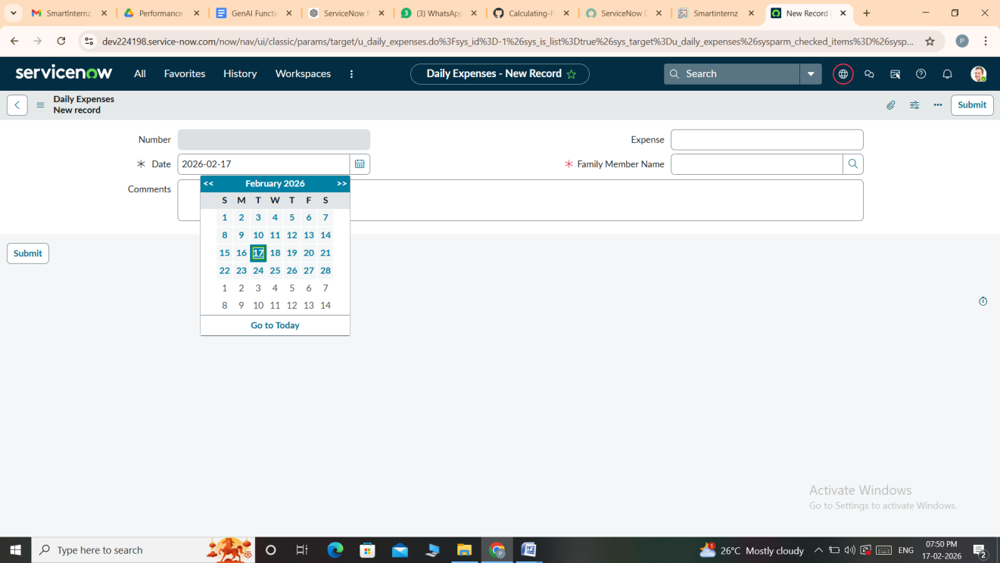 SmartInternz
Performance
GenAI Functi
ServiceNow P
(3) WhatsApp
Calculating-F
ServiceNow D
Smartinternz
New Record
dev224198.service-now.com/now/nav/ui/classic/params/target/u_daily_expenses.do%3Fsys_id%3D-1%26sys_is_list%3Dtrue%26sys_target%3Du_daily_expenses%26sysparm_checked_items%3D%26sysp...
P
servicenow
All
Favorites
History
Workspaces
Daily Expenses - New Record
Search
Daily Expenses
New record
Submit
Number
Expense
Date
2026-02-17
Family Member Name
Comments
<< February 2026 >>
S M T W T F S
1 2 3 4 5 6 7
8 9 10 11 12 13 14
15 16 17 18 19 20 21
22 23 24 25 26 27 28
1 2 3 4 5 6 7
8 9 10 11 12 13 14
Go to Today
Submit
Activate Windows
Go to Settings to activate Windows.
Type here to search
1
26°C Mostly cloudy
ENG
07:50 PM
17-02-2026
2